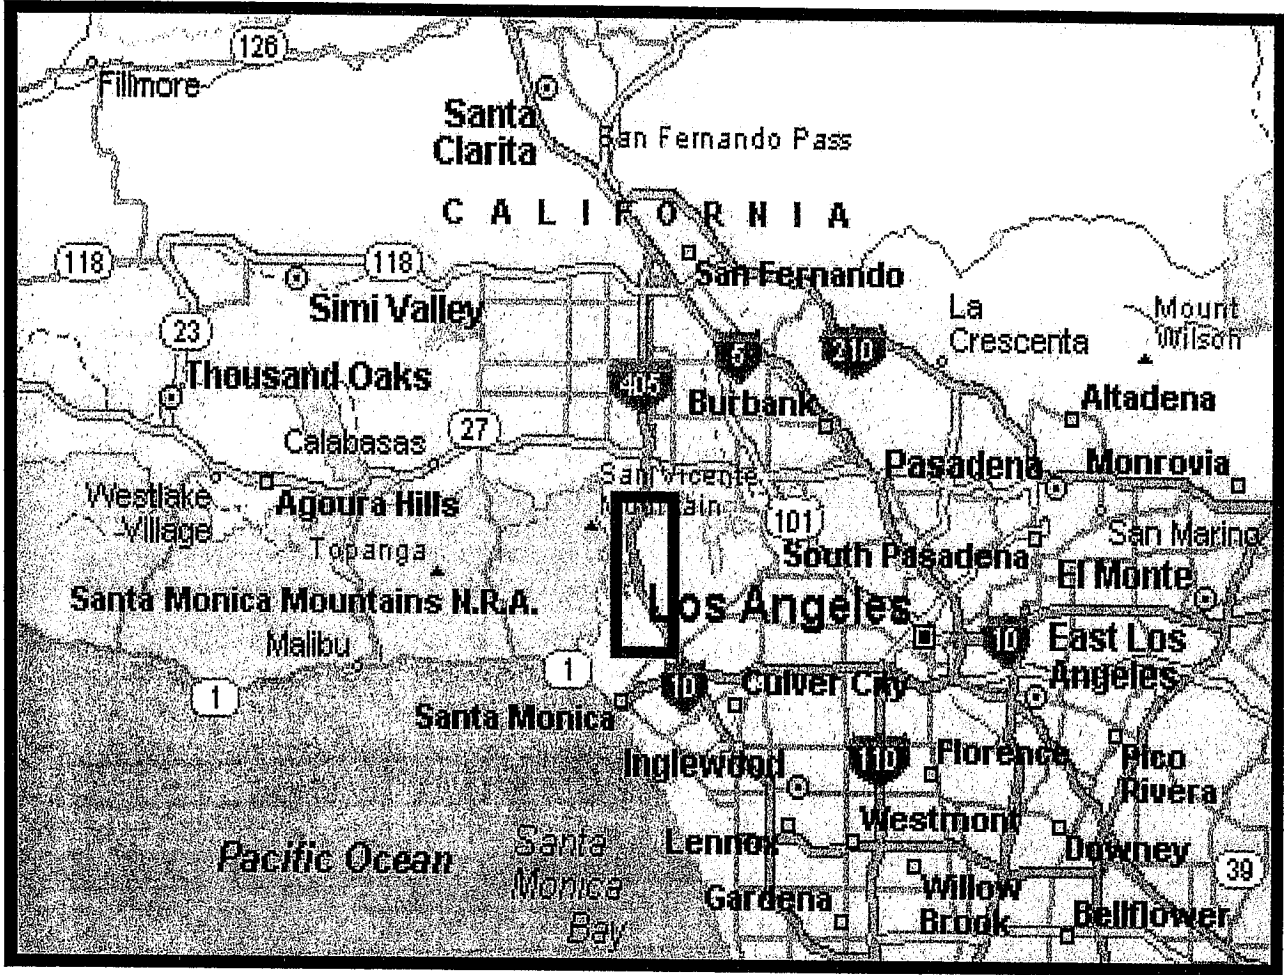 126
Fillmore
Santa
Clarita
San Fernando Pass
CALIFORNIA
118
118
San Fernando
Simi Valley
La
Crescenta
Mount
Wilson
23
5
210
Thousand Oaks
405
Burbank
Altadena
Calabasas
27
Pasadena
Monrovia
San Vicente
Mountain
Westlake
Village
Agoura Hills
101
San Marino
Topanga
South Pasadena
El Monte
Santa Monica Mountains N.R.A.
Los Angeles
Malibu
10
East Los
Angeles
1
1
10
Culver City
Santa Monica
Inglewood
110
Florence
Pico
Rivera
Lennox
Westmont
Downey
Pacific Ocean
Santa
Monica
Bay
Gardena
Willow
Brook
39
Bellflower